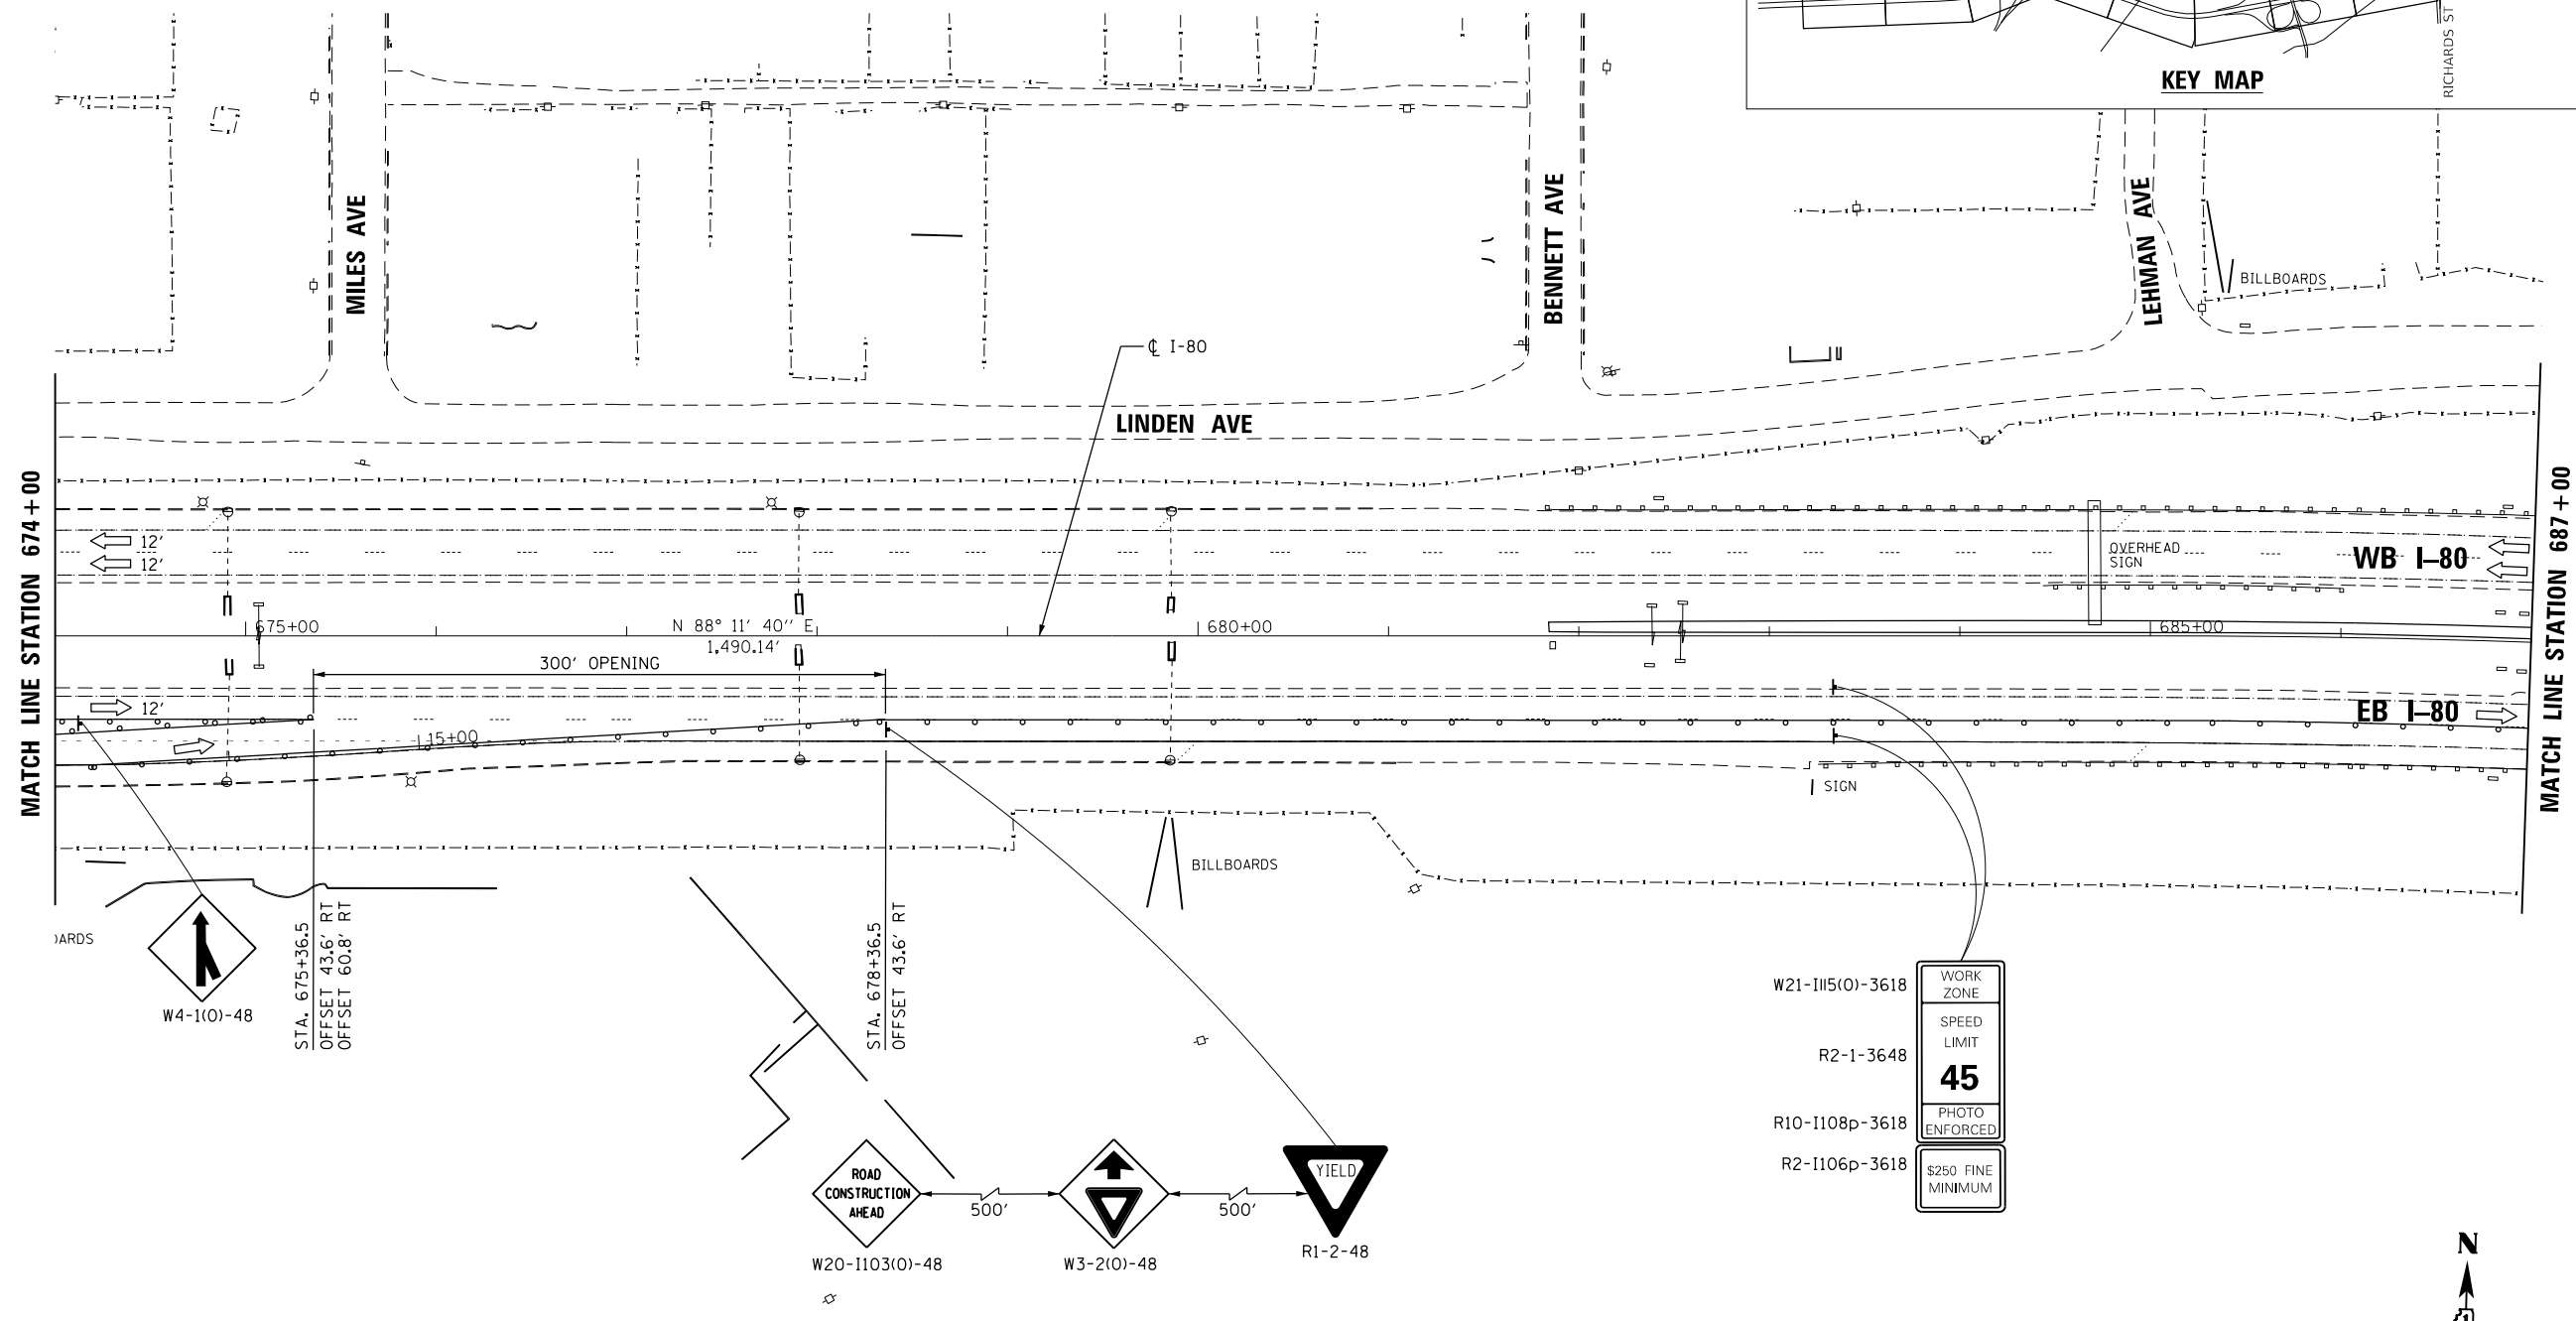 KEY MAP
RICHARDS ST
MILES AVE
BENNETT AVE
LEHMAN AVE
BILLBOARDS
℄ I-80
LINDEN AVE
MATCH LINE STATION 674+00
MATCH LINE STATION 687+00
12'
12'
OVERHEAD
SIGN
WB I-80
675+00
N 88° 11' 40'' E
1,490.14'
680+00
685+00
300' OPENING
12'
15+00
EB I-80
SIGN
BILLBOARDS
OARDS
W4-1(O)-48
STA. 675+36.5
OFFSET 43.6' RT
OFFSET 60.8' RT
STA. 678+36.5
OFFSET 43.6' RT
W21-I115(O)-3618
WORK
ZONE
R2-1-3648
SPEED
LIMIT
45
R10-I108p-3618
PHOTO
ENFORCED
R2-I106p-3618
$250 FINE
MINIMUM
ROAD
CONSTRUCTION
AHEAD
500'
500'
YIELD
W20-I103(O)-48
W3-2(O)-48
R1-2-48
N